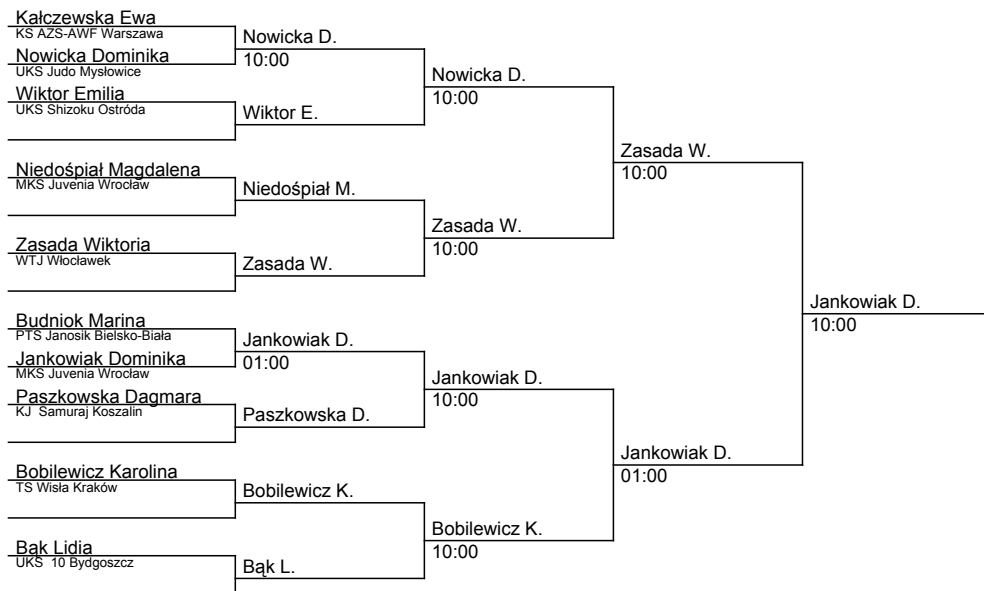 Kałczewska Ewa
KS AZS-AWF Warszawa
Nowicka Dominika
UKS Judo Mysłowice
Wiktor Emilia
UKS Shizoku Ostróda
Niedośpiał Magdalena
MKS Juvenia Wrocław
Zasada Wiktoria
WTJ Włocławek
Budniok Marina
PTS Janosik Bielsko-Biała
Jankowiak Dominika
MKS Juvenia Wrocław
Paszkowska Dagmara
KJ Samuraj Koszalin
Bobilewicz Karolina
TS Wisła Kraków
Bąk Lidia
UKS 10 Bydgoszcz
Nowicka D.
10:00
Wiktor E.
Niedośpiał M.
Zasada W.
Jankowiak D.
01:00
Paszkowska D.
Bobilewicz K.
Bąk L.
Nowicka D.
10:00
Zasada W.
10:00
Jankowiak D.
10:00
Bobilewicz K.
10:00
Zasada W.
10:00
Jankowiak D.
01:00
Jankowiak D.
10:00